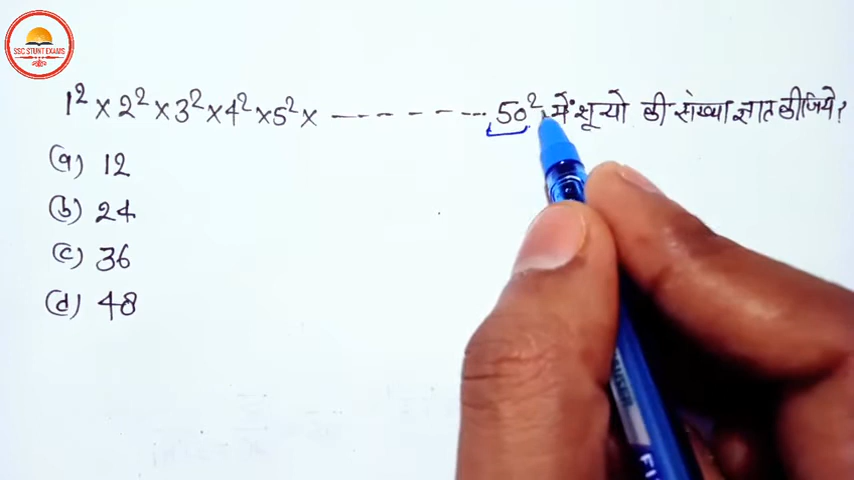 SSC STUNT EXAMS
1² × 2² × 3² × 4² × 5² × ——————... 50² में शून्यो की संख्या ज्ञात कीजिये?
(a) 12
(b) 24
(c) 36
(d) 48